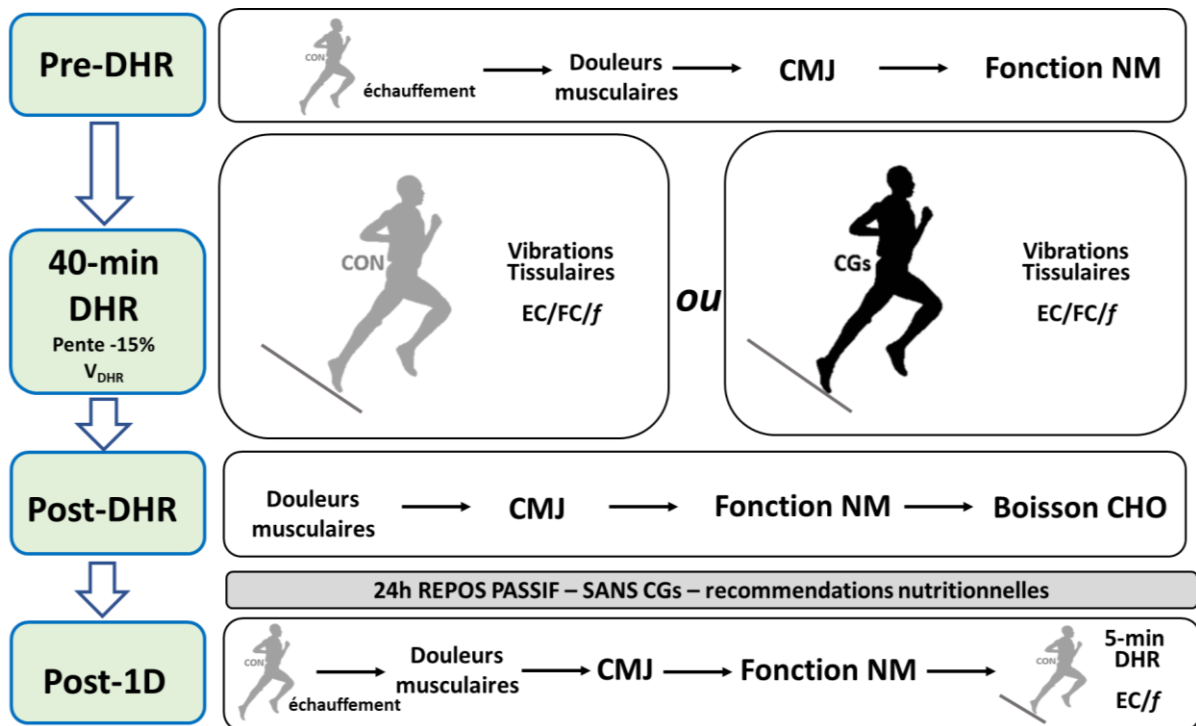 Pre-DHR
CON
échauffement
Douleurs
musculaires
CMJ
Fonction NM
40-min
DHR
Pente -15%
VDHR
CON
Vibrations
Tissulaires
EC/FC/f
ou
CGs
Vibrations
Tissulaires
EC/FC/f
Post-DHR
Douleurs
musculaires
CMJ
Fonction NM
Boisson CHO
24h REPOS PASSIF – SANS CGs – recommendations nutritionnelles
Post-1D
CON
échauffement
Douleurs
musculaires
CMJ
Fonction NM
CON
5-min
DHR
EC/f